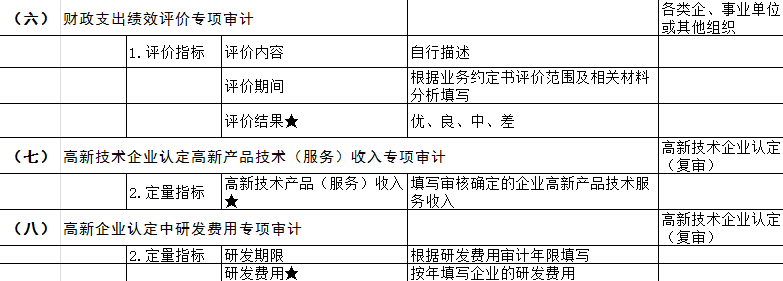 （六） 财政支出绩效评价专项审计 各类企、事业单位
或其他组织
1.评价指标 评价内容 自行描述
评价期间 根据业务约定书评价范围及相关材料
分析填写
评价结果★ 优、良、中、差
（七） 高新技术企业认定高新产品技术（服务）收入专项审计 高新技术企业认定
（复审）
2.定量指标 高新技术产品（服务）收入 填写审核确定的企业高新产品技术服
★ 务收入
（八） 高新企业认定中研发费用专项审计 高新技术企业认定
（复审）
2.定量指标 研发期限 根据研发费用审计年限填写
研发费用★ 按年填写企业的研发费用